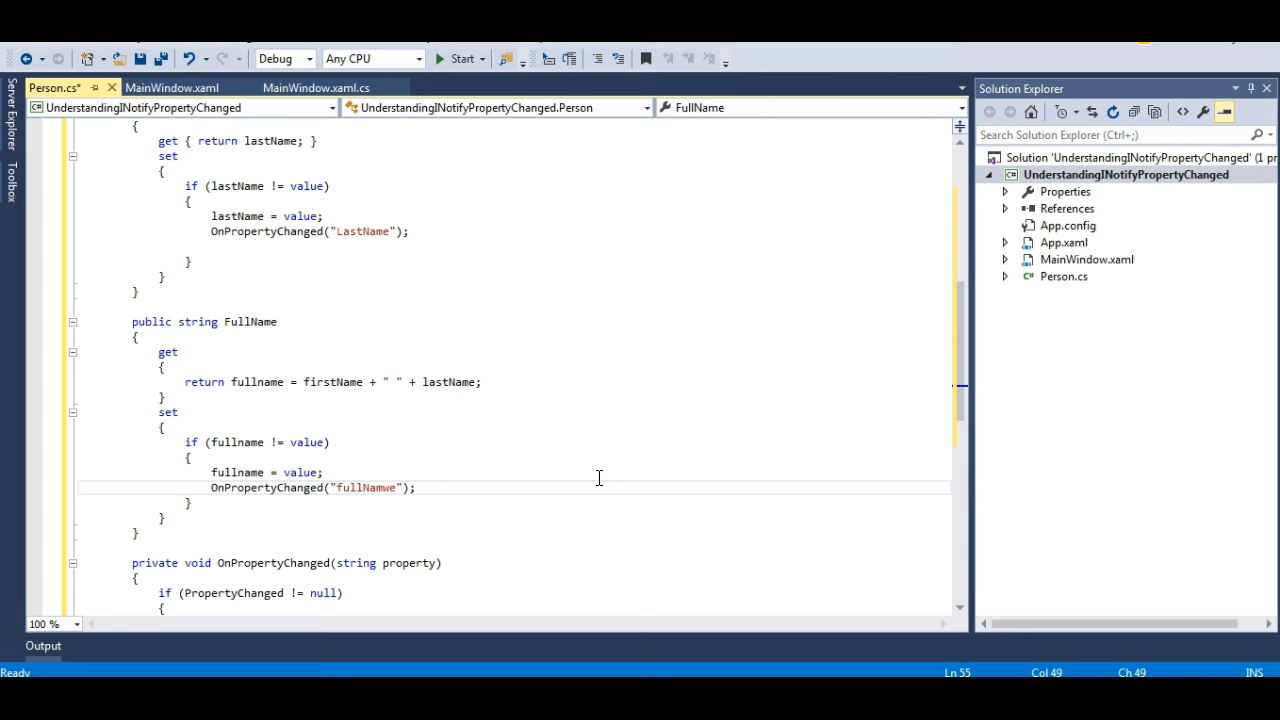 Debug
Any CPU
Start
Person.cs*
MainWindow.xaml
MainWindow.xaml.cs
UnderstandingINotifyPropertyChanged
UnderstandingINotifyPropertyChanged.Person
FullName
Server Explorer
Toolbox
{
get { return lastName; }
set
{
if (lastName != value)
{
lastName = value;
OnPropertyChanged("LastName");
}
}
}
public string FullName
{
get
{
return fullname = firstName + " " + lastName;
}
set
{
if (fullname != value)
{
fullname = value;
OnPropertyChanged("fullNamwe");
}
}
}
private void OnPropertyChanged(string property)
{
if (PropertyChanged != null)
{
100 %
Output
Ready
Ln 55
Col 49
Ch 49
INS
Solution Explorer
Search Solution Explorer (Ctrl+;)
Solution 'UnderstandingINotifyPropertyChanged' (1 pr
UnderstandingINotifyPropertyChanged
Properties
References
App.config
App.xaml
MainWindow.xaml
Person.cs